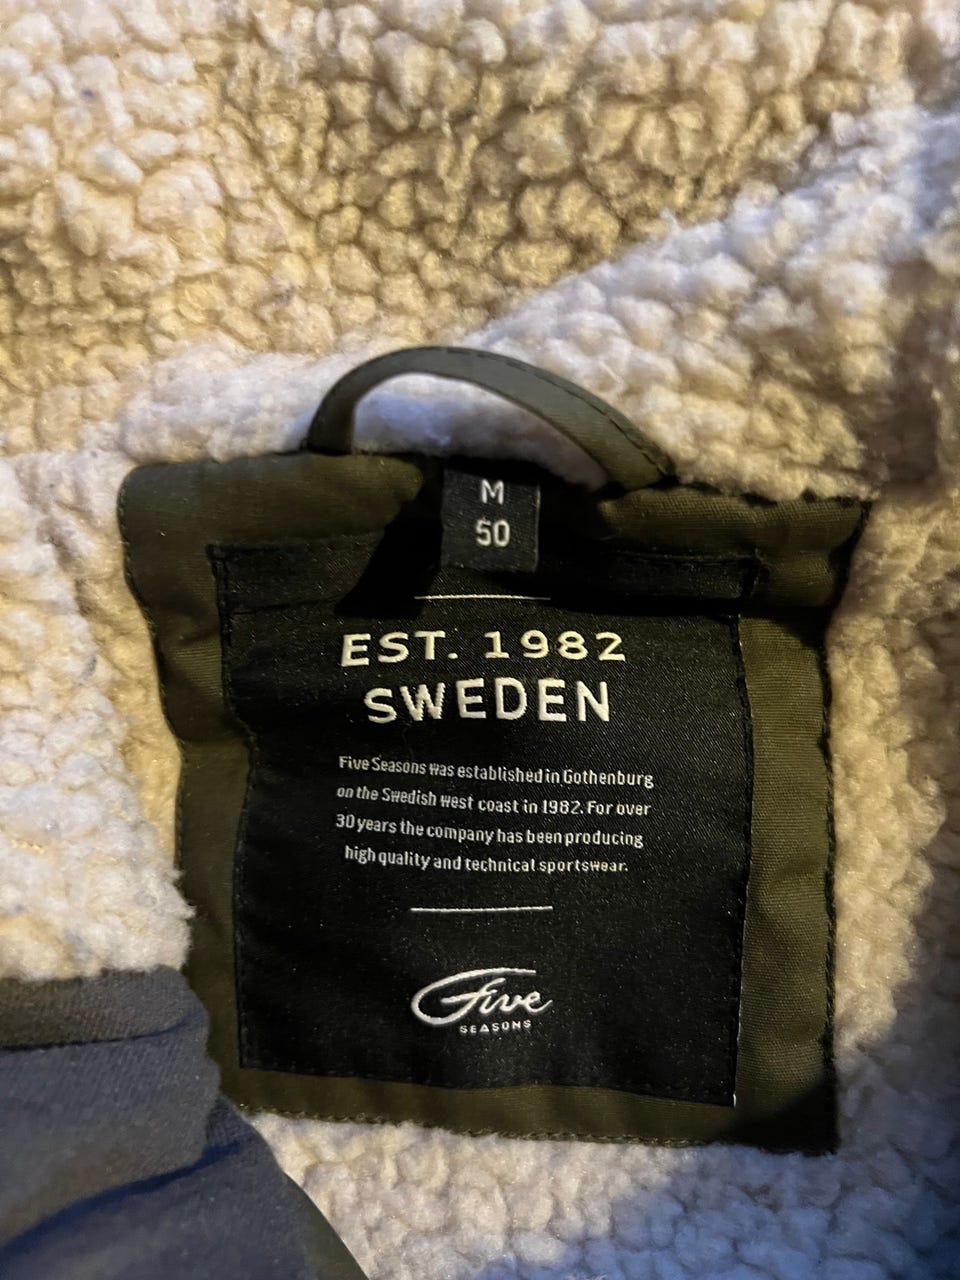 M
50
EST. 1982
SWEDEN
Five Seasons was established in Gothenburg
on the Swedish west coast in 1982. For over
30 years the company has been producing
high quality and technical sportswear.
Five
SEASONS